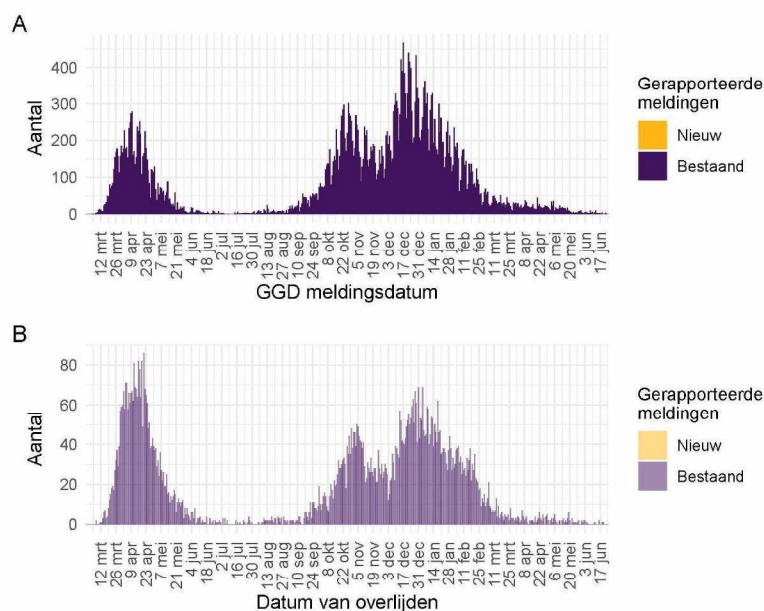 A
Aantal
400
300
200
100
0
12 mrt
26 mrt
9 apr
23 apr
7 mei
21 mei
4 jun
18 jun
2 jul
16 jul
30 jul
13 aug
27 aug
10 sep
24 sep
8 okt
22 okt
5 nov
19 nov
3 dec
17 dec
31 dec
14 jan
28 jan
11 feb
25 feb
11 mrt
25 mrt
8 apr
22 apr
6 mei
20 mei
3 jun
17 jun
GGD meldingsdatum
Gerapporteerde
meldingen
Nieuw
Bestaand
B
Aantal
80
60
40
20
0
12 mrt
26 mrt
9 apr
23 apr
7 mei
21 mei
4 jun
18 jun
2 jul
16 jul
30 jul
13 aug
27 aug
10 sep
24 sep
8 okt
22 okt
5 nov
19 nov
3 dec
17 dec
31 dec
14 jan
28 jan
11 feb
25 feb
11 mrt
25 mrt
8 apr
22 apr
6 mei
20 mei
3 jun
17 jun
Datum van overlijden
Gerapporteerde
meldingen
Nieuw
Bestaand